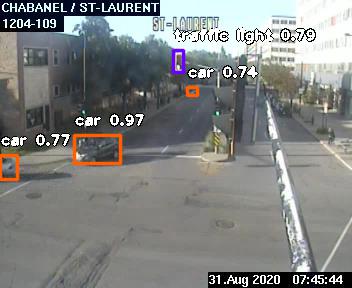 CHABANEL / ST-LAURENT
1204-109
ST-LAURENT
traffic light 0.79
car 0.74
car 0.97
car 0.77
31.Aug 2020 07:45:44